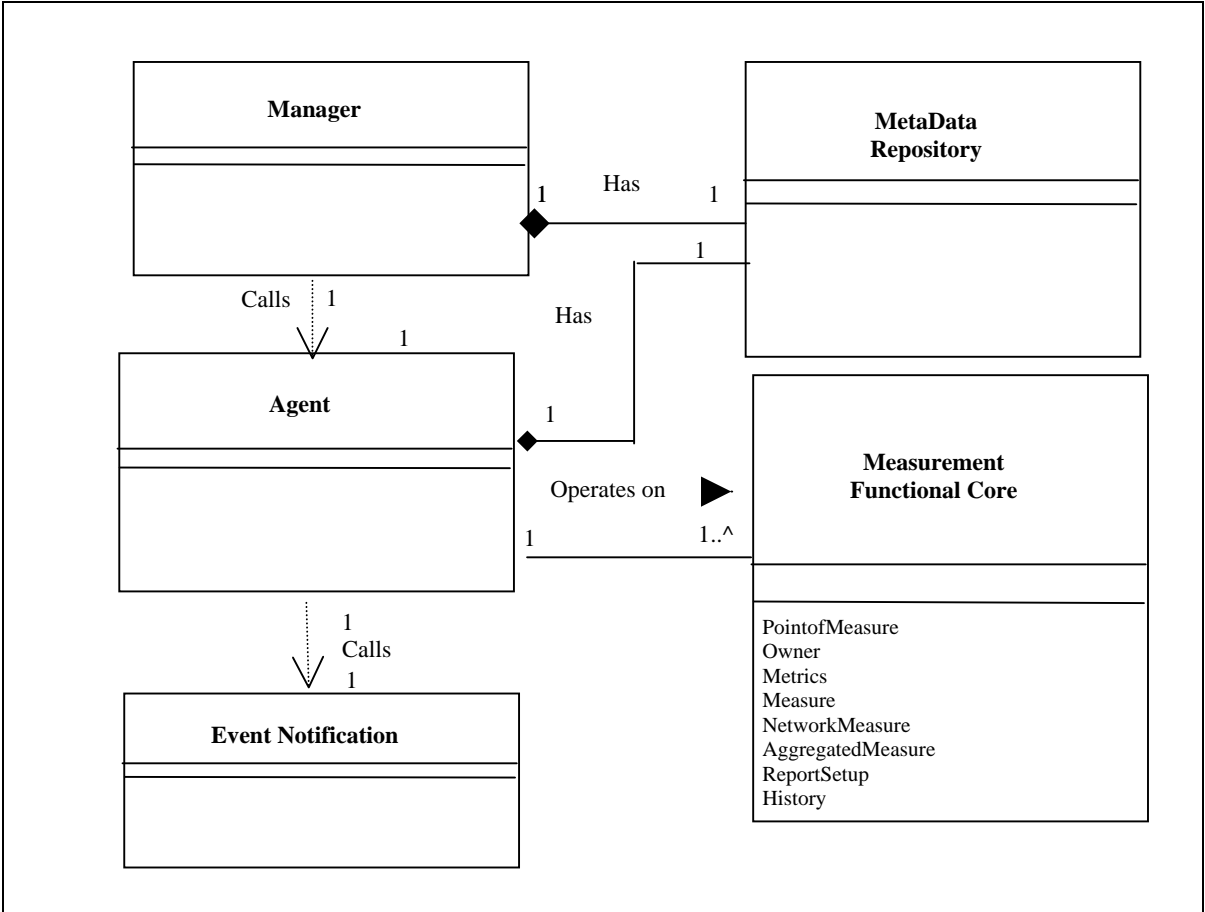 Manager
MetaData
Repository
1
Has
1
1
Calls
1
Has
1
Agent
1
Measurement
Functional Core
Operates on
1
1..^
1
Calls
1
PointofMeasure
Owner
Metrics
Measure
NetworkMeasure
AggregatedMeasure
ReportSetup
History
Event Notification